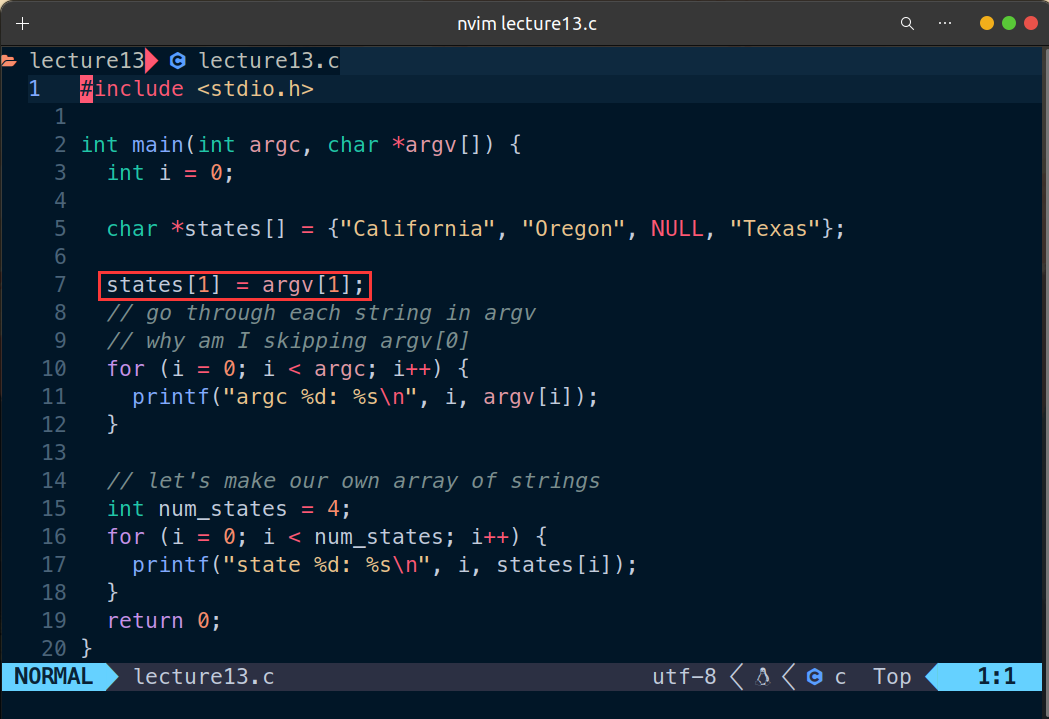 + nvim lecture13.c ...
lecture13 lecture13.c
1 #include <stdio.h>
1
2 int main(int argc, char *argv[]) {
3 int i = 0;
4
5 char *states[] = {"California", "Oregon", NULL, "Texas"};
6
7 states[1] = argv[1];
8 // go through each string in argv
9 // why am I skipping argv[0]
10 for (i = 0; i < argc; i++) {
11 printf("argc %d: %s\n", i, argv[i]);
12 }
13
14 // let's make our own array of strings
15 int num_states = 4;
16 for (i = 0; i < num_states; i++) {
17 printf("state %d: %s\n", i, states[i]);
18 }
19 return 0;
20 }
NORMAL lecture13.c utf-8 c Top 1:1